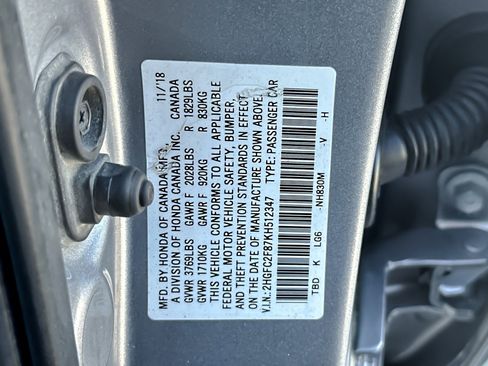 MFD. BY HONDA OF CANADA MFG., 11/18
A DIVISION OF HONDA CANADA INC., CANADA
GVWR 3769LBS GAWR F 2028LBS R 1829LBS
GVWR 1710KG GAWR F 920KG R 830KG
THIS VEHICLE CONFORMS TO ALL APPLICABLE
FEDERAL MOTOR VEHICLE SAFETY, BUMPER,
AND THEFT PREVENTION STANDARDS IN EFFECT
ON THE DATE OF MANUFACTURE SHOWN ABOVE.
V.I.N.:2HGFC2F87KH512347 TYPE: PASSENGER CAR
TBD K LG6 -NH830M -V -H